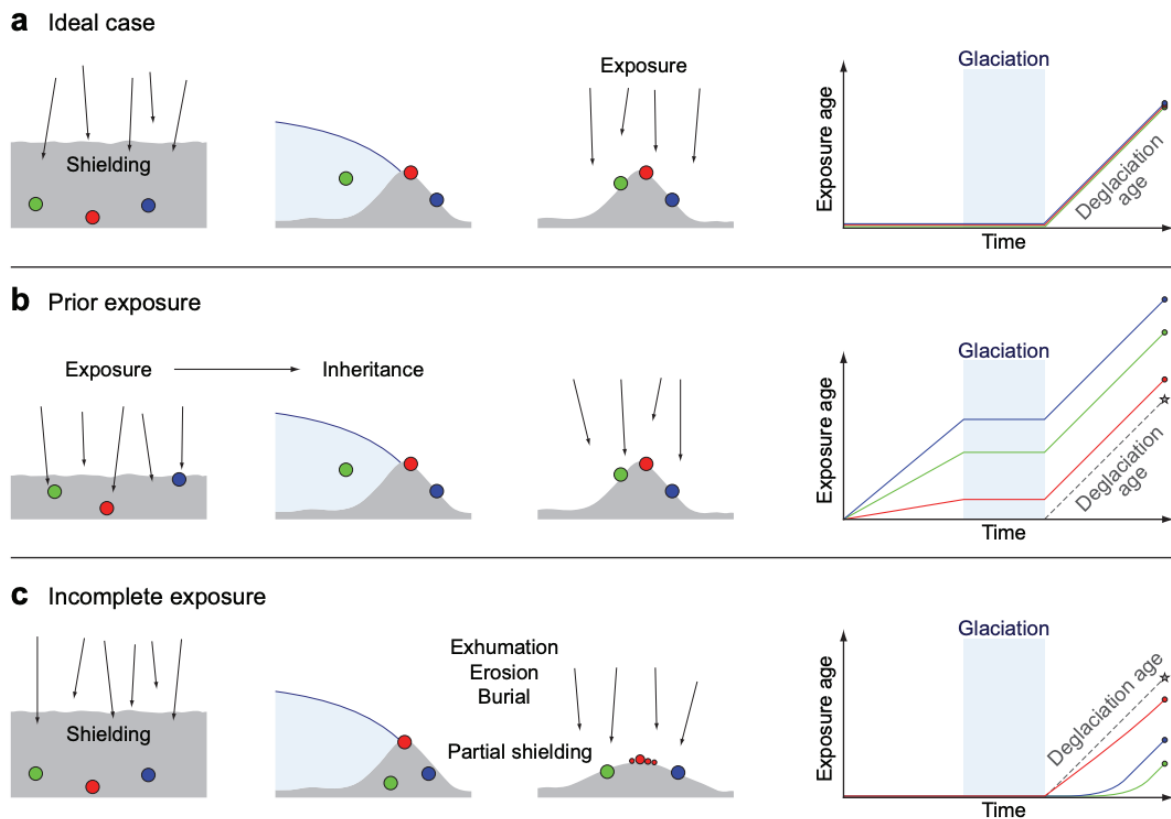 a Ideal case
Shielding
Exposure
Glaciation
Exposure age
Deglaciation
age
Time
b Prior exposure
Exposure
Inheritance
Glaciation
Exposure age
Deglaciation
age
Time
c Incomplete exposure
Shielding
Exhumation
Erosion
Burial
Partial shielding
Glaciation
Exposure age
Deglaciation age
Time